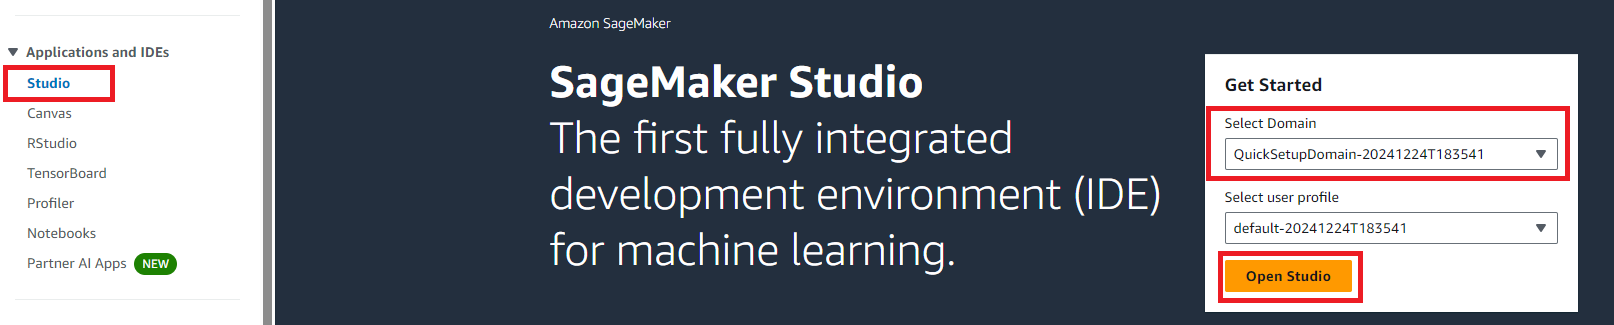 Applications and IDEs
Studio
Canvas
RStudio
TensorBoard
Profiler
Notebooks
Partner AI Apps NEW
Amazon SageMaker
SageMaker Studio
The first fully integrated
development environment (IDE)
for machine learning.
Get Started
Select Domain
QuickSetupDomain-20241224T183541
Select user profile
default-20241224T183541
Open Studio